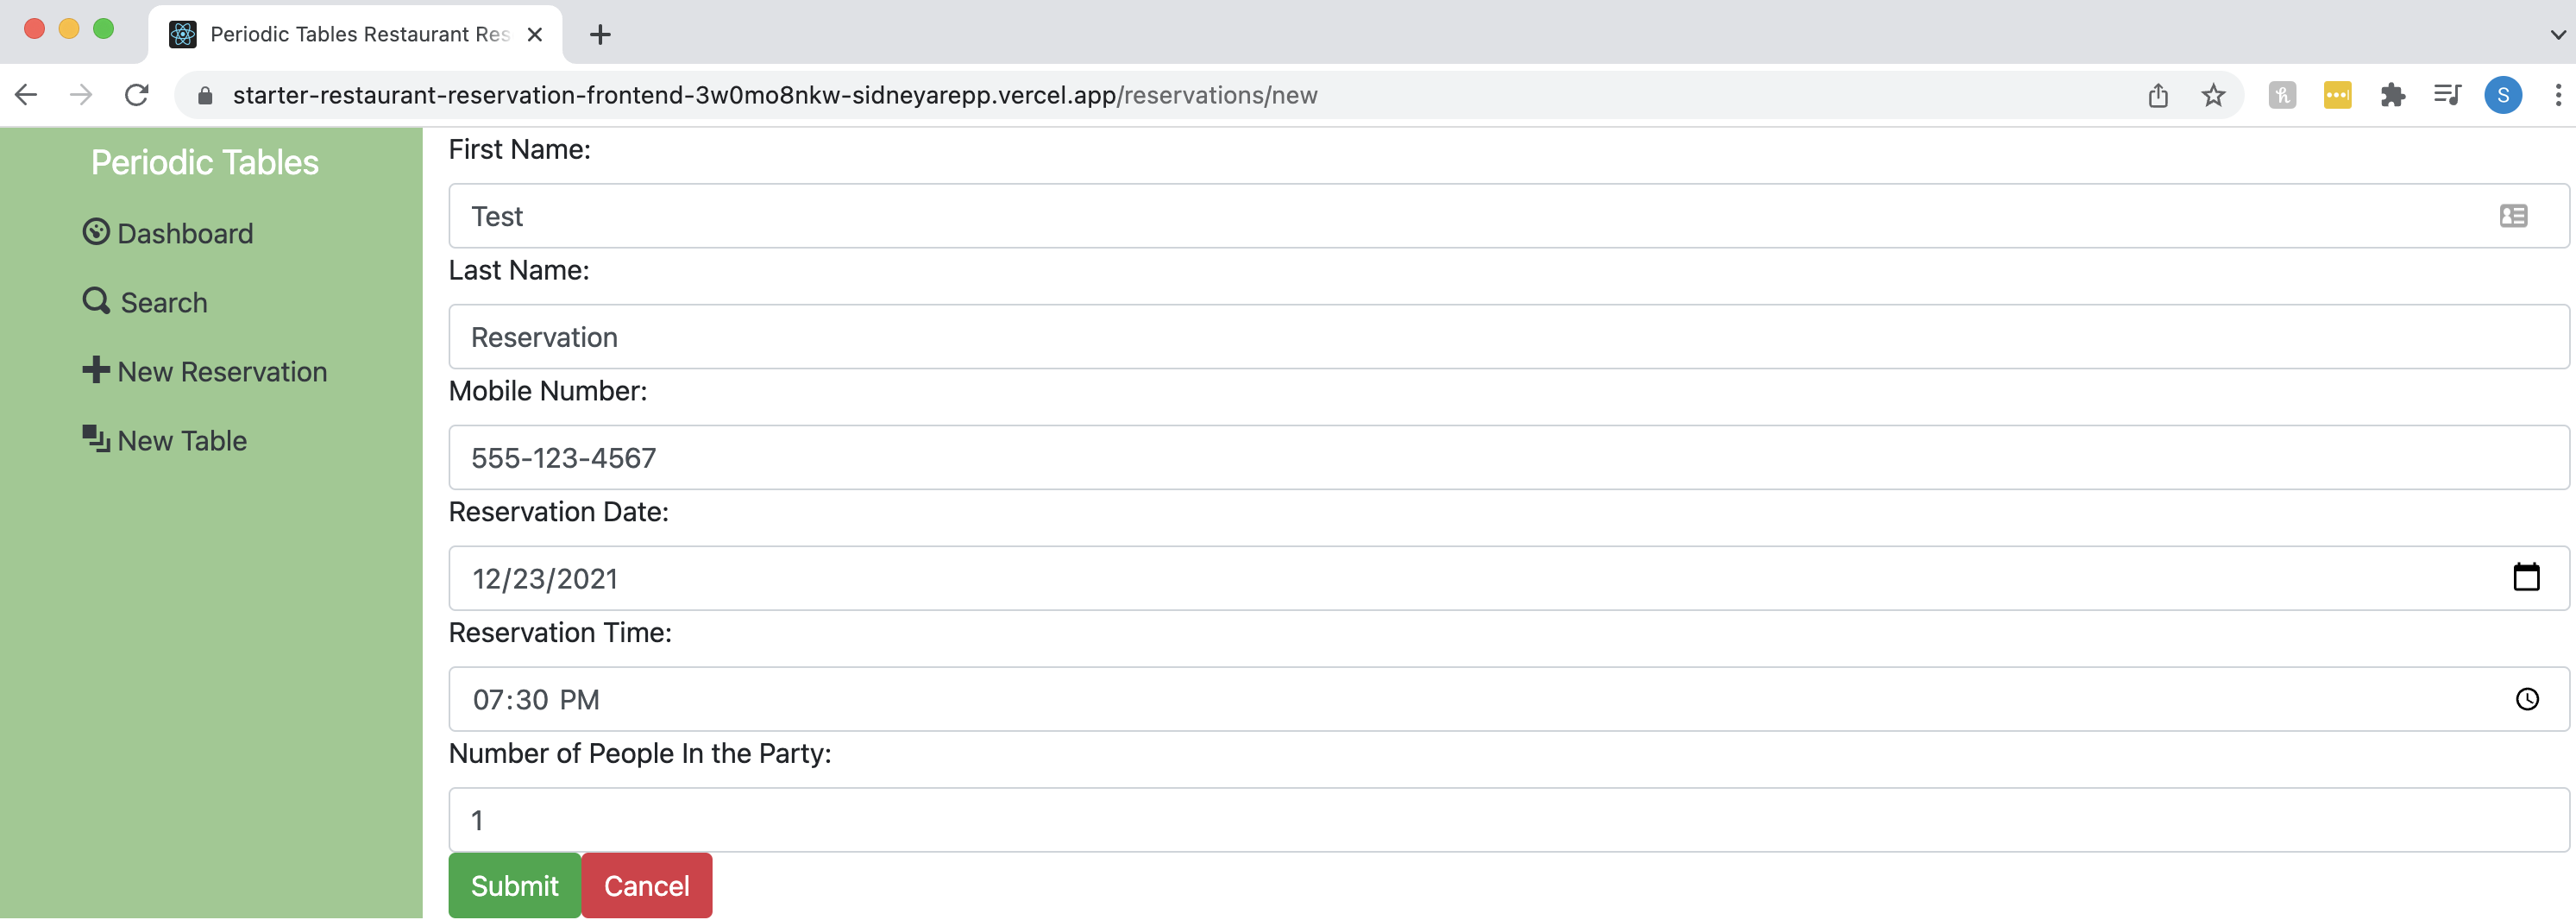 Periodic Tables Restaurant Res
starter-restaurant-reservation-frontend-3w0mo8nkw-sidneyarepp.vercel.app/reservations/new
S
Periodic Tables
Dashboard
Search
New Reservation
New Table
First Name:
Test
Last Name:
Reservation
Mobile Number:
555-123-4567
Reservation Date:
12/23/2021
Reservation Time:
07:30 PM
Number of People In the Party:
1
Submit
Cancel